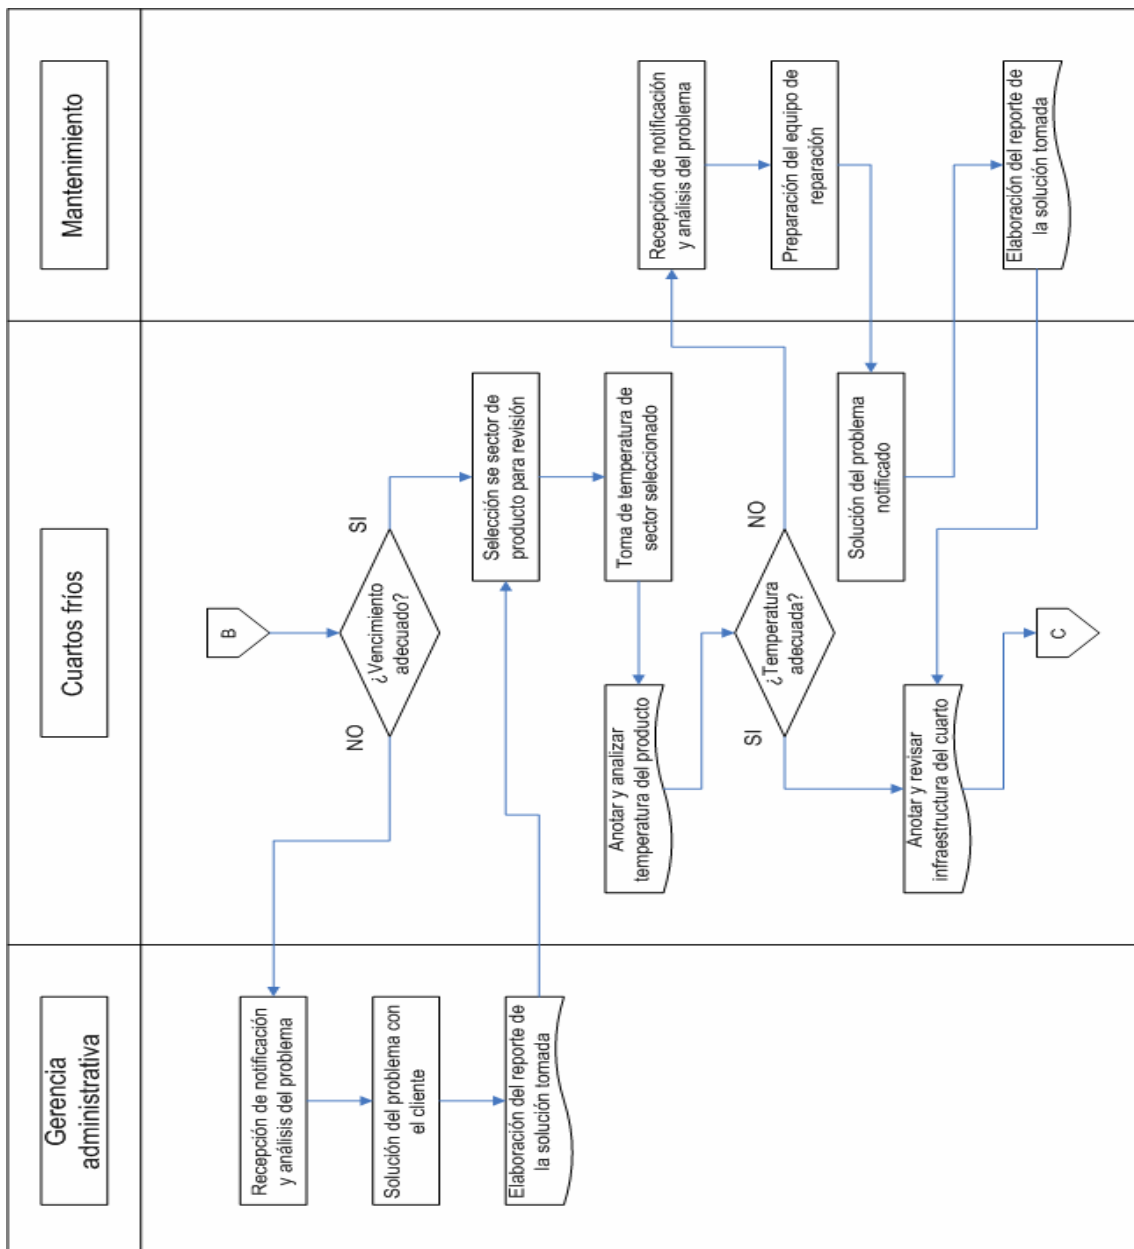 Gerencia
administrativa
Cuartos fríos
Mantenimiento
B
¿Vencimiento
adecuado?
NO
SI
Recepción de notificación
y análisis del problema
Solución del problema con
el cliente
Elaboración del reporte de
la solución tomada
Selección se sector de
producto para revisión
Toma de temperatura de
sector seleccionado
Anotar y analizar
temperatura del producto
¿Temperatura
adecuada?
SI
NO
Recepción de notificación
y análisis del problema
Preparación del equipo de
reparación
Solución del problema
notificado
Elaboración del reporte de
la solución tomada
Anotar y revisar
infraestructura del cuarto
C